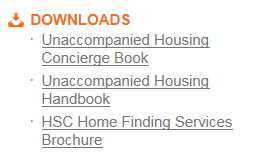 DOWNLOADS
· Unaccompanied Housing
Concierge Book
· Unaccompanied Housing
Handbook
· HSC Home Finding Services
Brochure